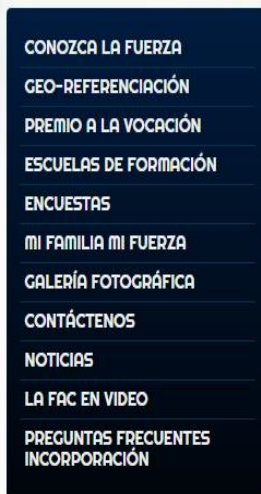 CONOZCA LA FUERZA
GEO-REFERENCIACIÓN
PREMIO A LA VOCACIÓN
ESCUELAS DE FORMACIÓN
ENCUESTAS
MI FAMILIA MI FUERZA
GALERÍA FOTOGRÁFICA
CONTÁCTENOS
NOTICIAS
LA FAC EN VIDEO
PREGUNTAS FRECUENTES
INCORPORACIÓN